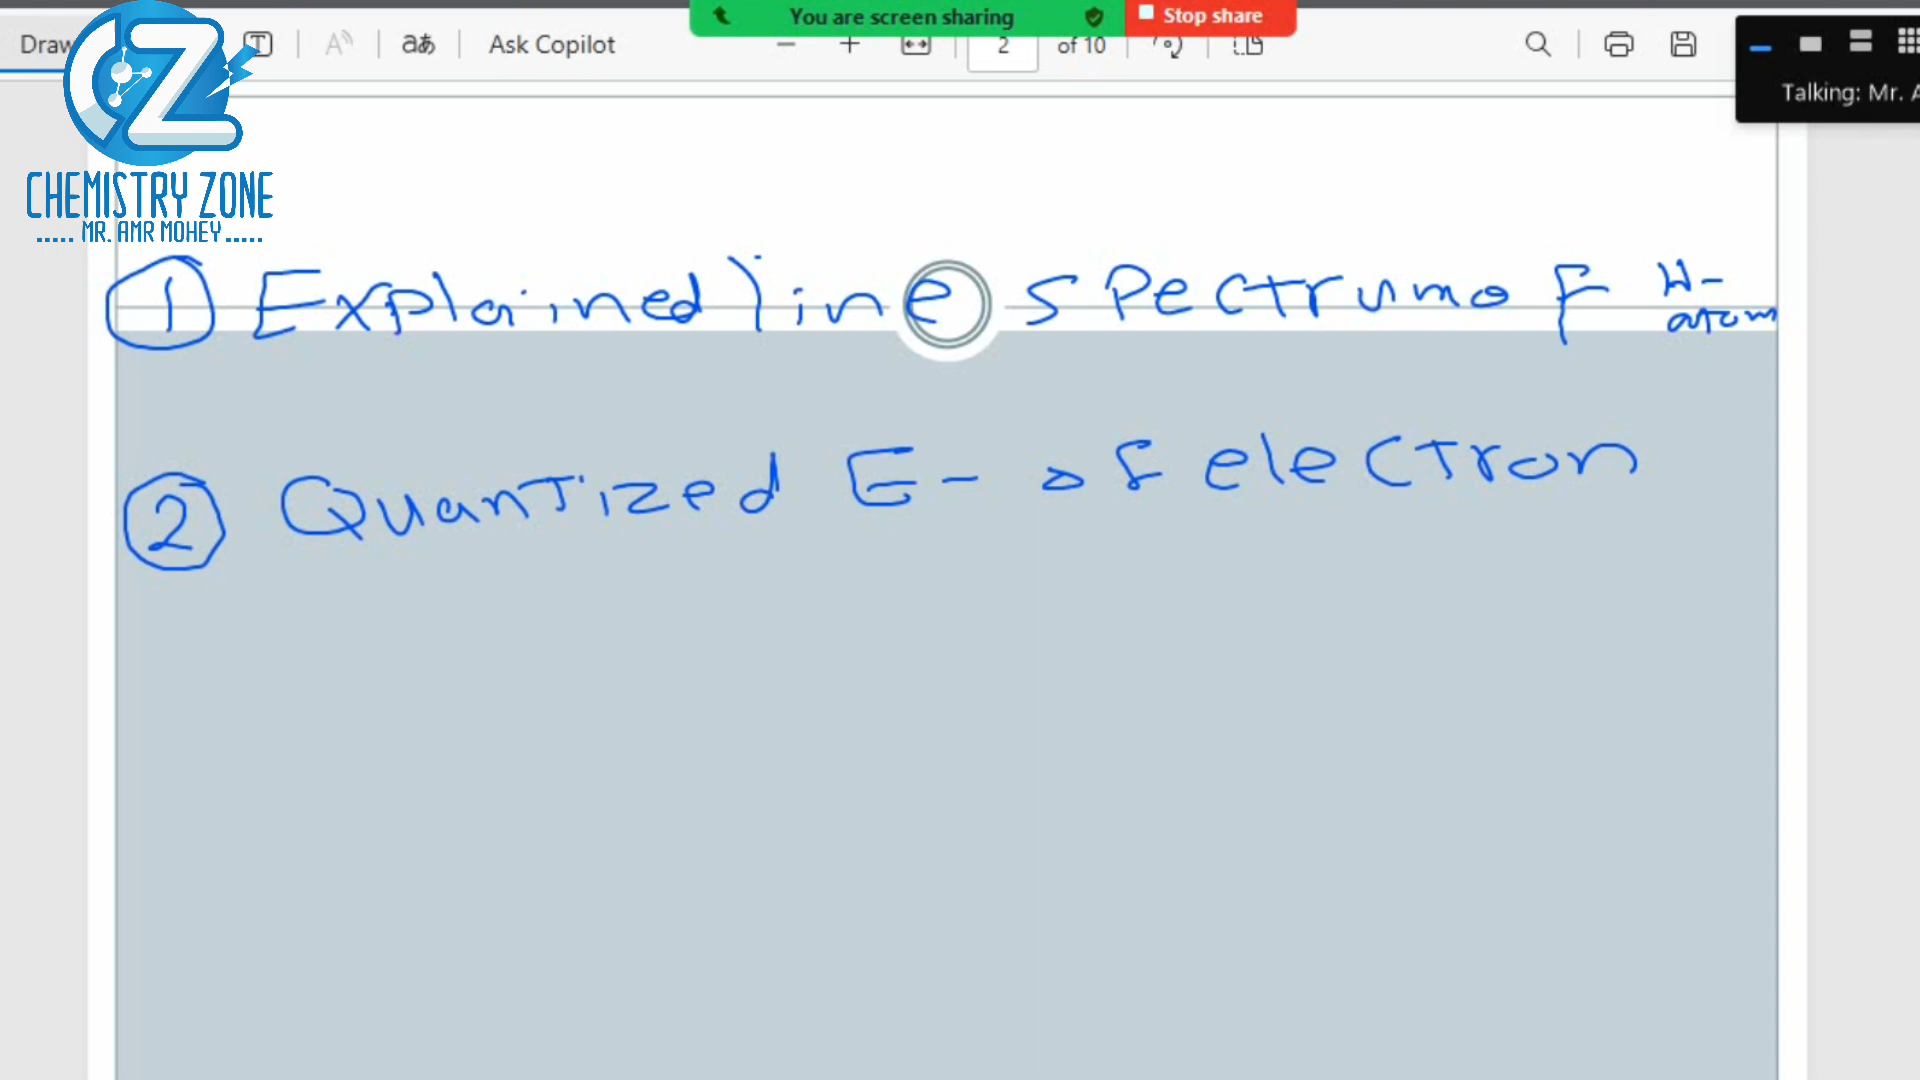 You are screen sharing Stop share
Draw Ask Copilot 2 of 10
Talking: Mr. A
CHEMISTRY ZONE
..... MR. AMR MOHEY .....
1 Explained line spectrum of H-
atom
2 Quantized E- of electron